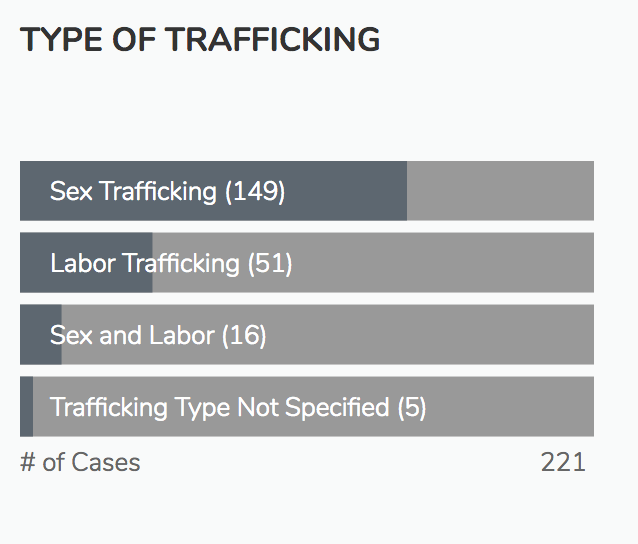 TYPE OF TRAFFICKING
Sex Trafficking (149)
Labor Trafficking (51)
Sex and Labor (16)
Trafficking Type Not Specified (5)
# of Cases 221